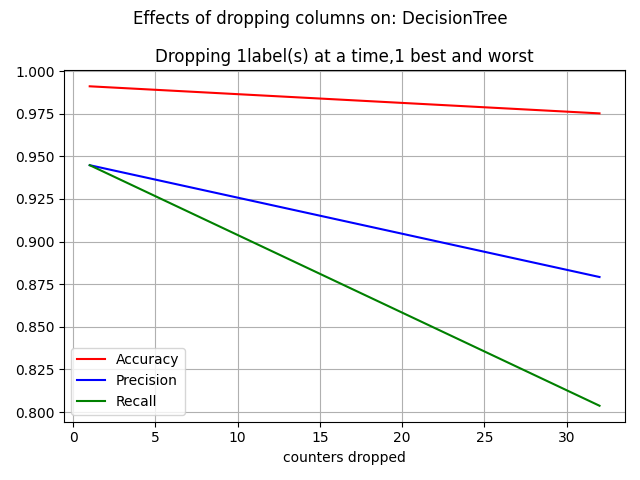 Effects of dropping columns on: DecisionTree
Dropping 1label(s) at a time,1 best and worst
1.000
0.975
0.950
0.925
0.900
0.875
0.850
0.825
0.800
Accuracy
Precision
Recall
0 5 10 15 20 25 30
counters dropped